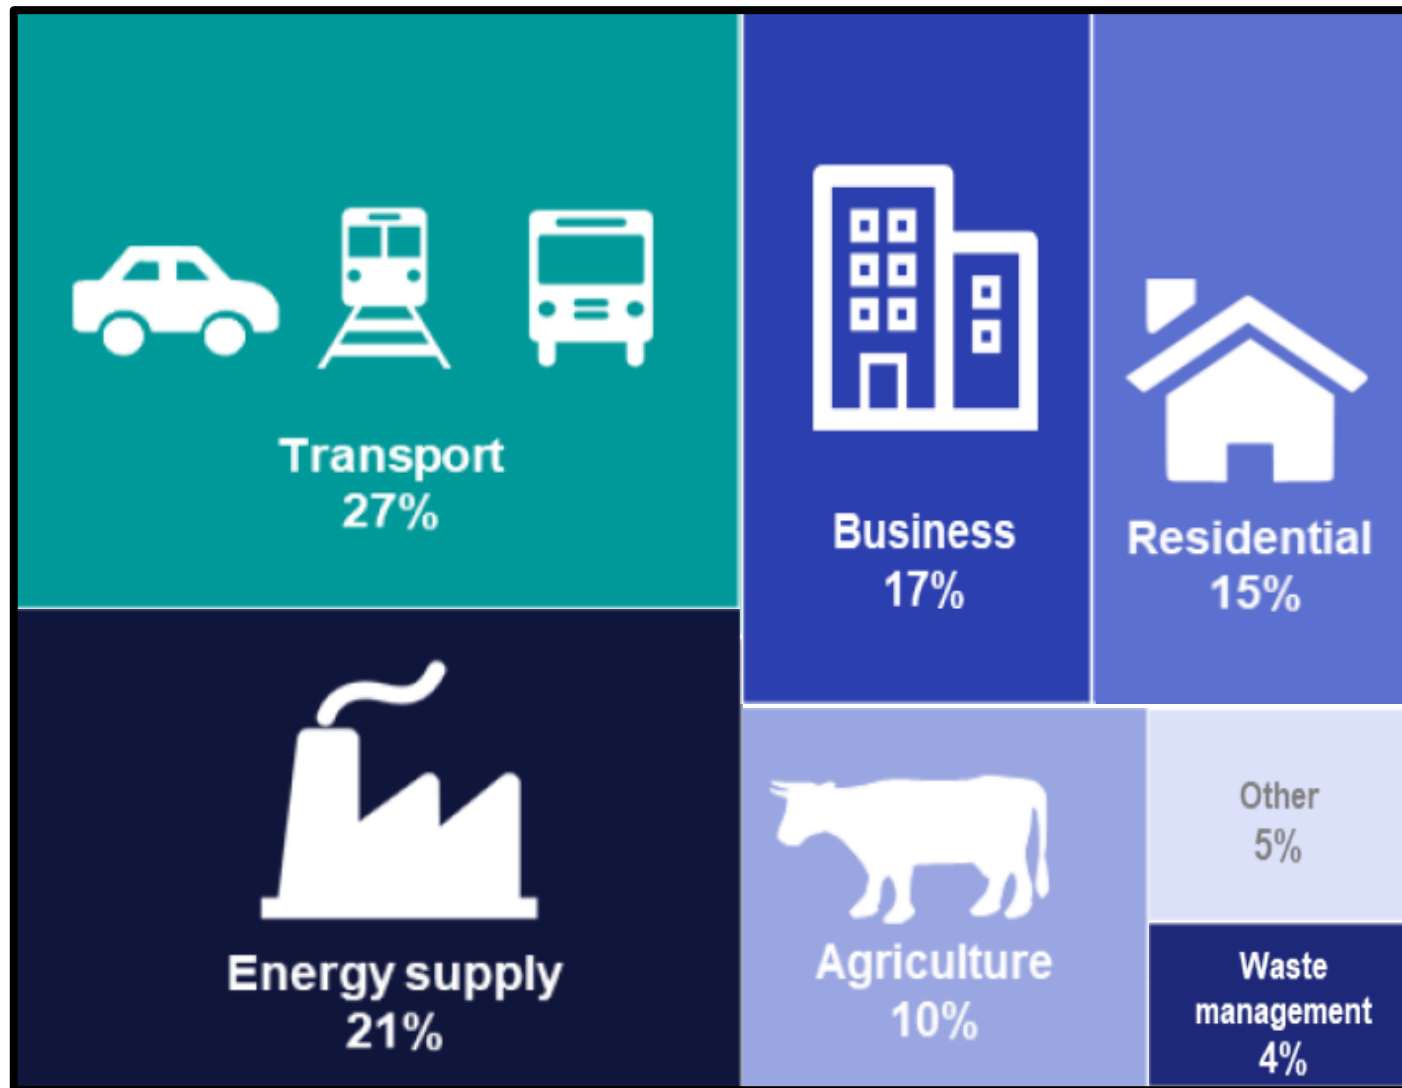 Transport
27%
Business
17%
Residential
15%
Energy supply
21%
Agriculture
10%
Other
5%
Waste
management
4%